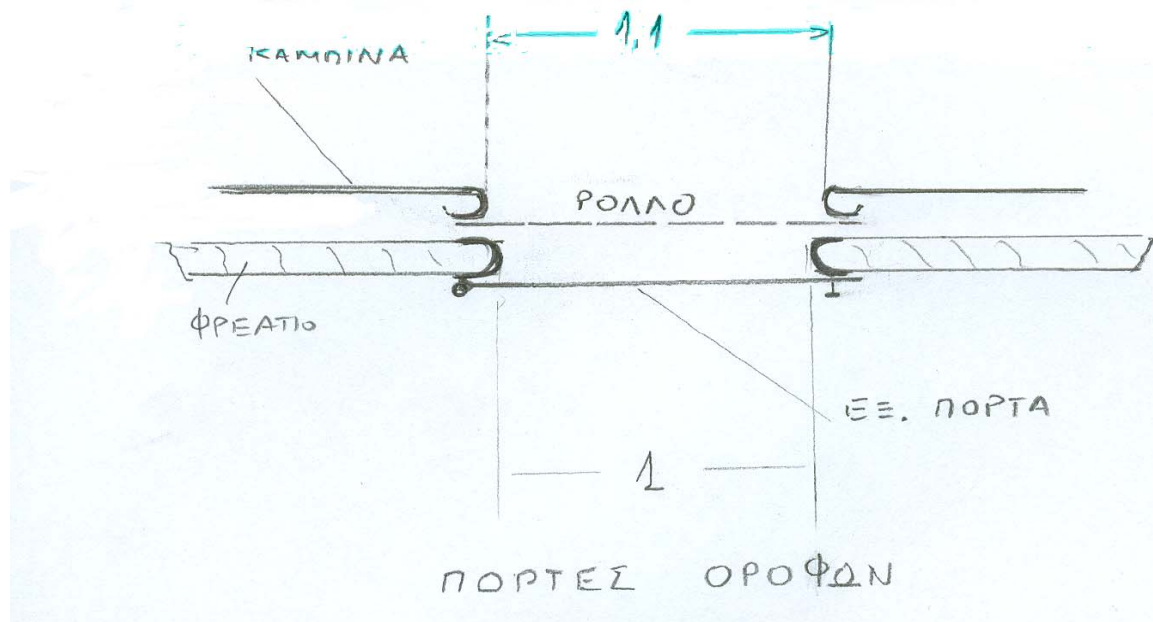 1,1
ΚΑΜΠΙΝΑ
ΡΟΛΛΟ
ΦΡΕΑΤΙΟ
ΕΞ. ΠΟΡΤΑ
1
ΠΟΡΤΕΣ ΟΡΟΦΩΝ